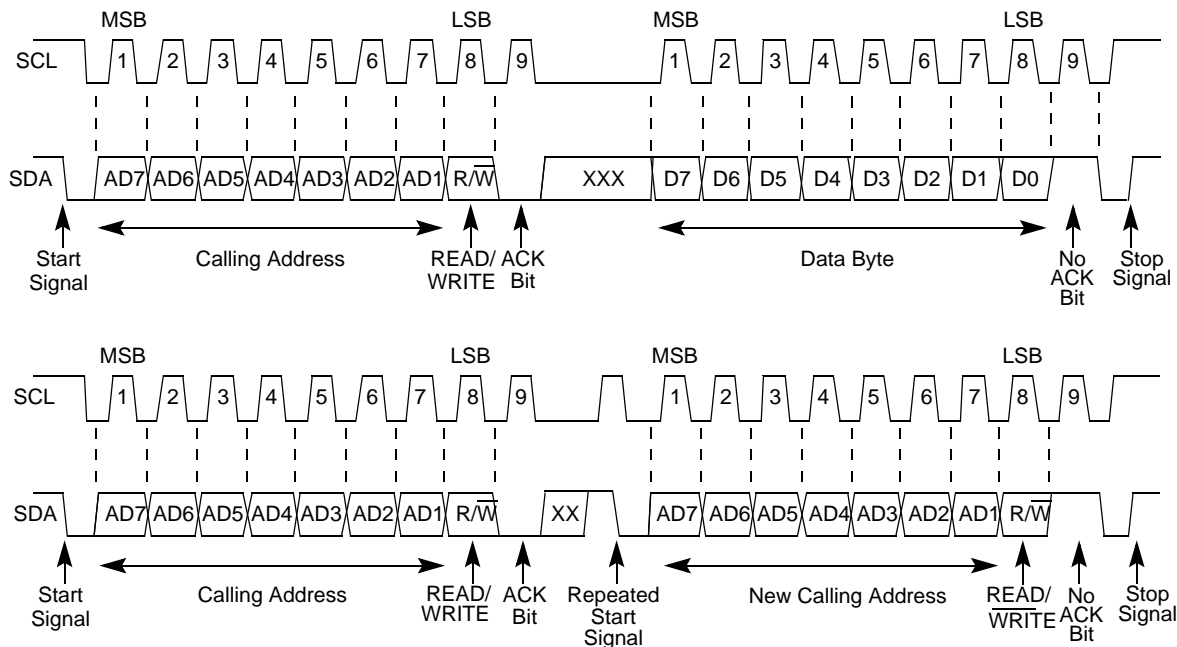 MSB LSB MSB LSB
SCL 1 2 3 4 5 6 7 8 9 1 2 3 4 5 6 7 8 9
SDA AD7 AD6 AD5 AD4 AD3 AD2 AD1 R/W XXX D7 D6 D5 D4 D3 D2 D1 D0
Start Signal
Calling Address
READ/ WRITE
ACK Bit
Data Byte
No ACK Bit
Stop Signal
MSB LSB MSB LSB
SCL 1 2 3 4 5 6 7 8 9 1 2 3 4 5 6 7 8 9
SDA AD7 AD6 AD5 AD4 AD3 AD2 AD1 R/W XX AD7 AD6 AD5 AD4 AD3 AD2 AD1 R/W
Start Signal
Calling Address
READ/ WRITE
ACK Bit
Repeated Start Signal
New Calling Address
READ/ WRITE
No ACK Bit
Stop Signal